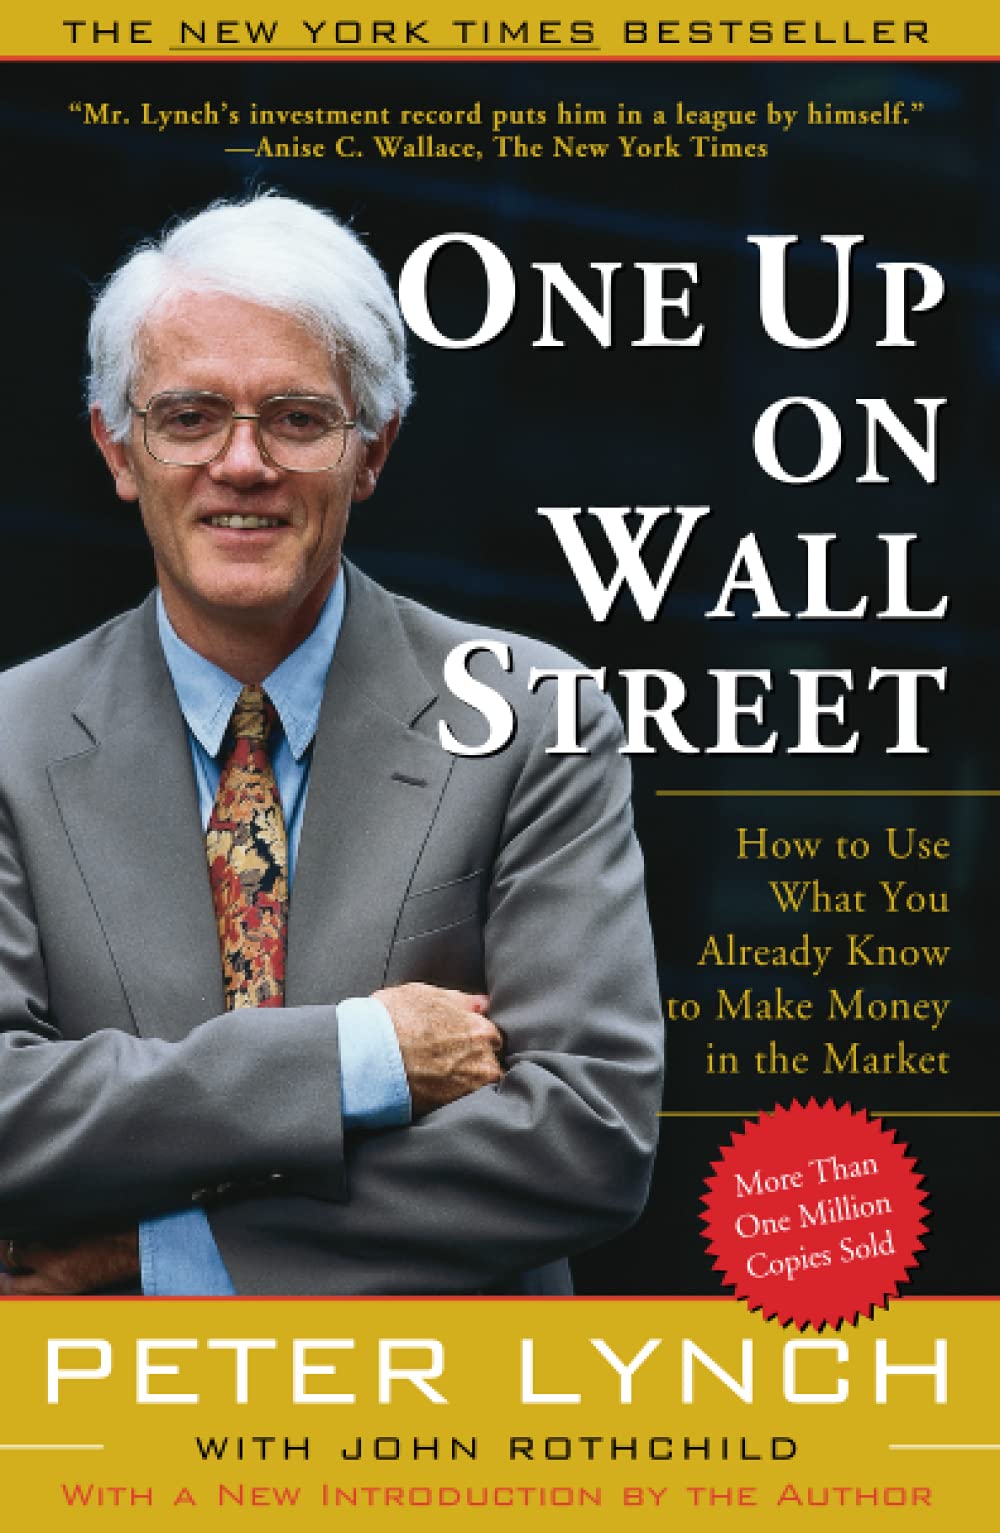 THE NEW YORK TIMES BESTSELLER
“Mr. Lynch’s investment record puts him in a league by himself.”
—Anise C. Wallace, The New York Times
ONE UP
ON
WALL
STREET
How to Use
What You
Already Know
to Make Money
in the Market
More Than
One Million
Copies Sold
PETER LYNCH
WITH JOHN ROTHCHILD
WITH A NEW INTRODUCTION BY THE AUTHOR